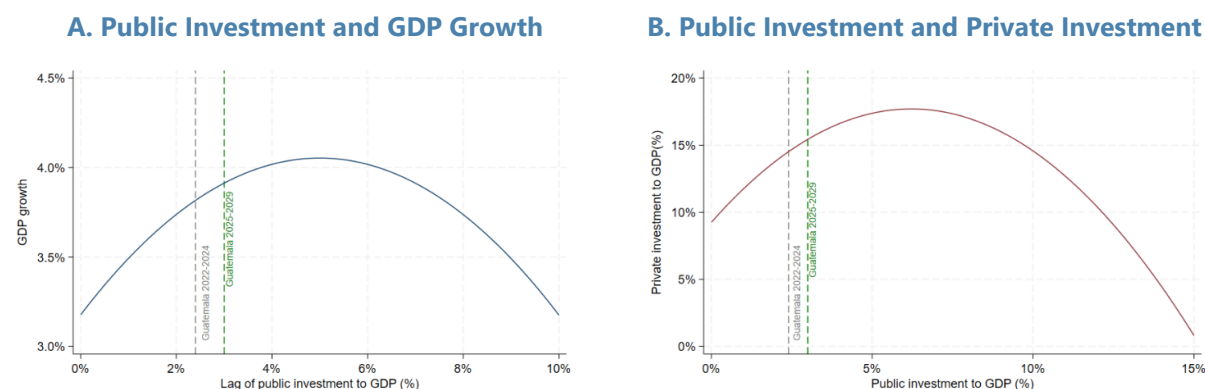 A. Public Investment and GDP Growth
4.5%
4.0%
3.5%
3.0%
GDP growth
Guatemala 2022-2024
Guatemala 2025-2029
0%
2%
4%
6%
8%
10%
Lag of public investment to GDP (%)
B. Public Investment and Private Investment
20%
15%
10%
5%
0%
Private investment to GDP(%)
Guatemala 2022-2024
Guatemala 2025-2029
0%
5%
10%
15%
Public investment to GDP (%)